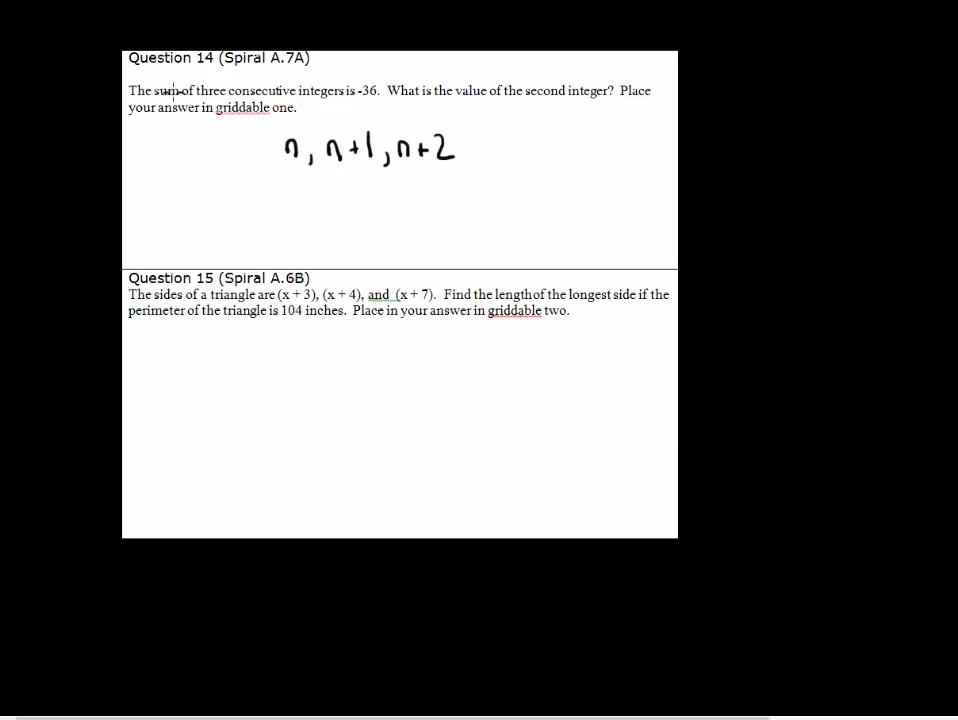 Question 14 (Spiral A.7A)
The sum of three consecutive integers is -36. What is the value of the second integer? Place
your answer in griddable one.
n, n+1, n+2
Question 15 (Spiral A.6B)
The sides of a triangle are (x + 3), (x + 4), and (x + 7). Find the length of the longest side if the
perimeter of the triangle is 104 inches. Place in your answer in griddable two.